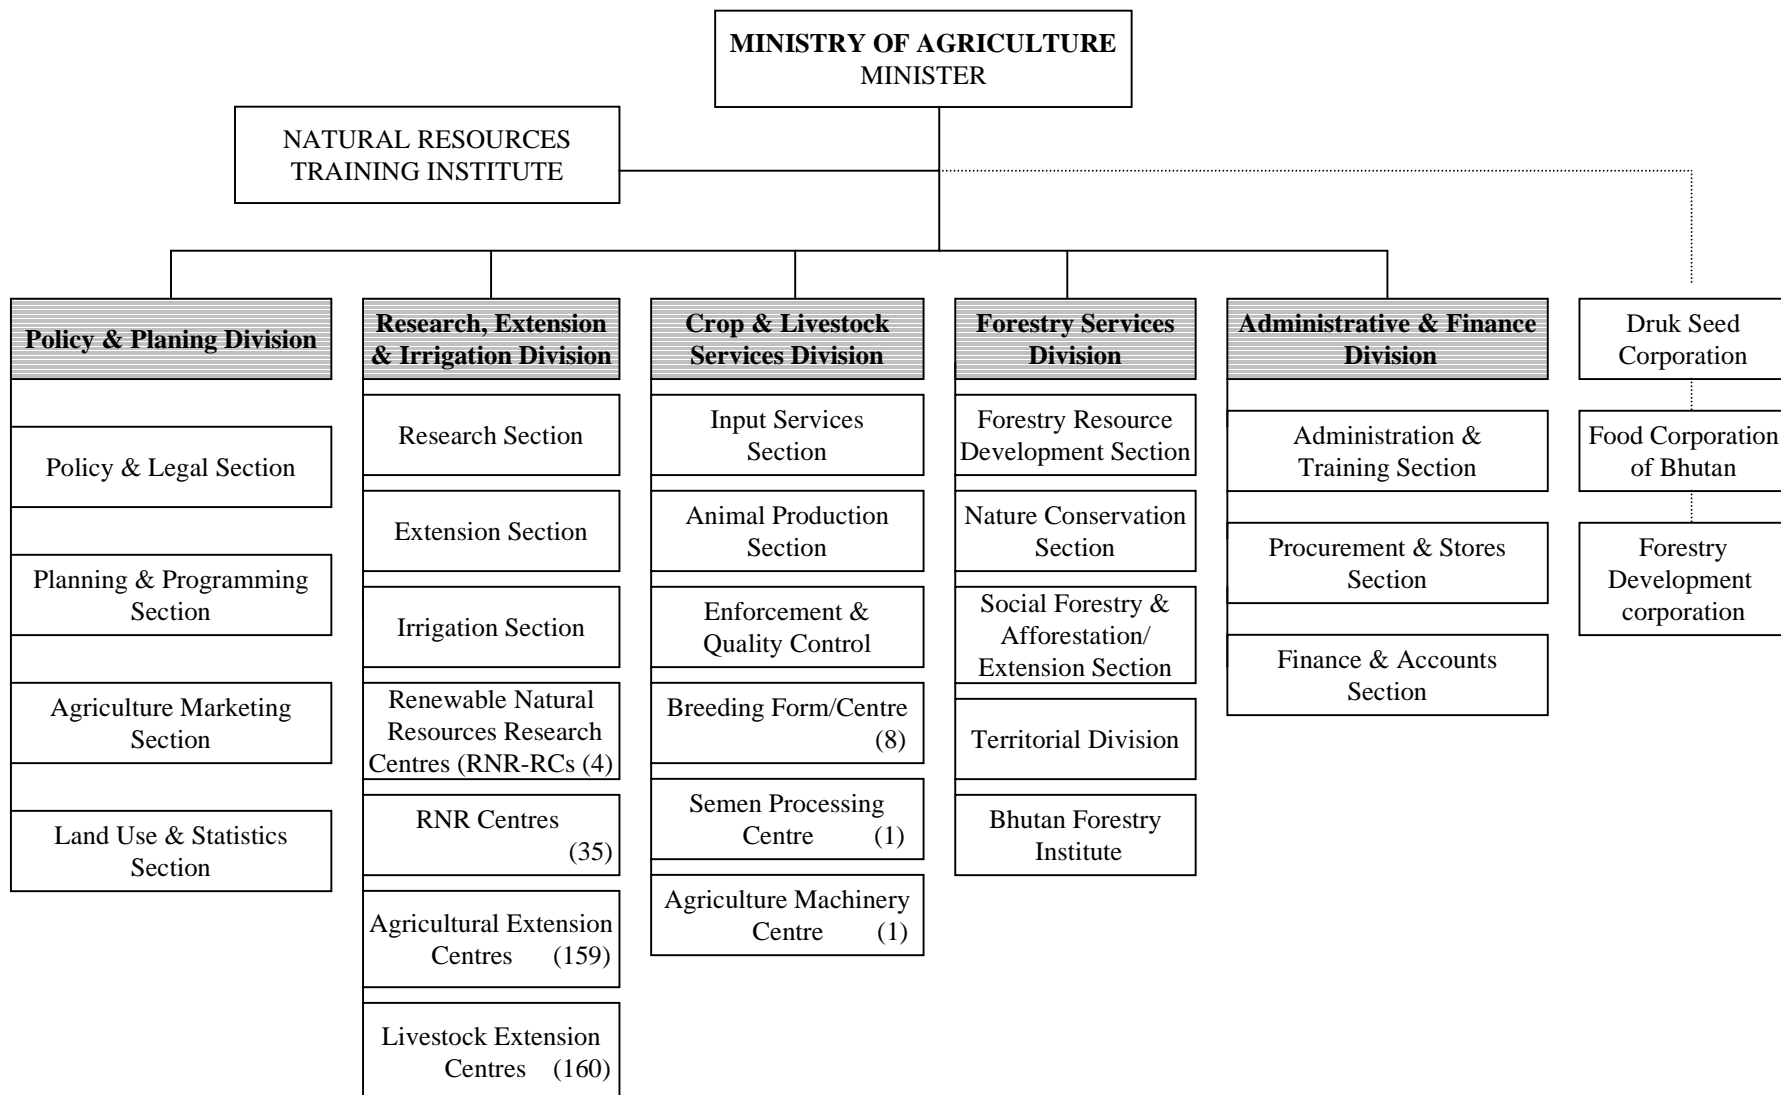 MINISTRY OF AGRICULTURE
MINISTER
NATURAL RESOURCES
TRAINING INSTITUTE
Policy & Planing Division
Policy & Legal Section
Planning & Programming
Section
Agriculture Marketing
Section
Land Use & Statistics
Section
Research, Extension
& Irrigation Division
Research Section
Extension Section
Irrigation Section
Renewable Natural
Resources Research
Centres (RNR-RCs (4)
RNR Centres
(35)
Agricultural Extension
Centres (159)
Livestock Extension
Centres (160)
Crop & Livestock
Services Division
Input Services
Section
Animal Production
Section
Enforcement &
Quality Control
Breeding Form/Centre
(8)
Semen Processing
Centre (1)
Agriculture Machinery
Centre (1)
Forestry Services
Division
Forestry Resource
Development Section
Nature Conservation
Section
Social Forestry &
Afforestation/
Extension Section
Territorial Division
Bhutan Forestry
Institute
Administrative & Finance
Division
Administration &
Training Section
Procurement & Stores
Section
Finance & Accounts
Section
Druk Seed
Corporation
Food Corporation
of Bhutan
Forestry
Development
corporation